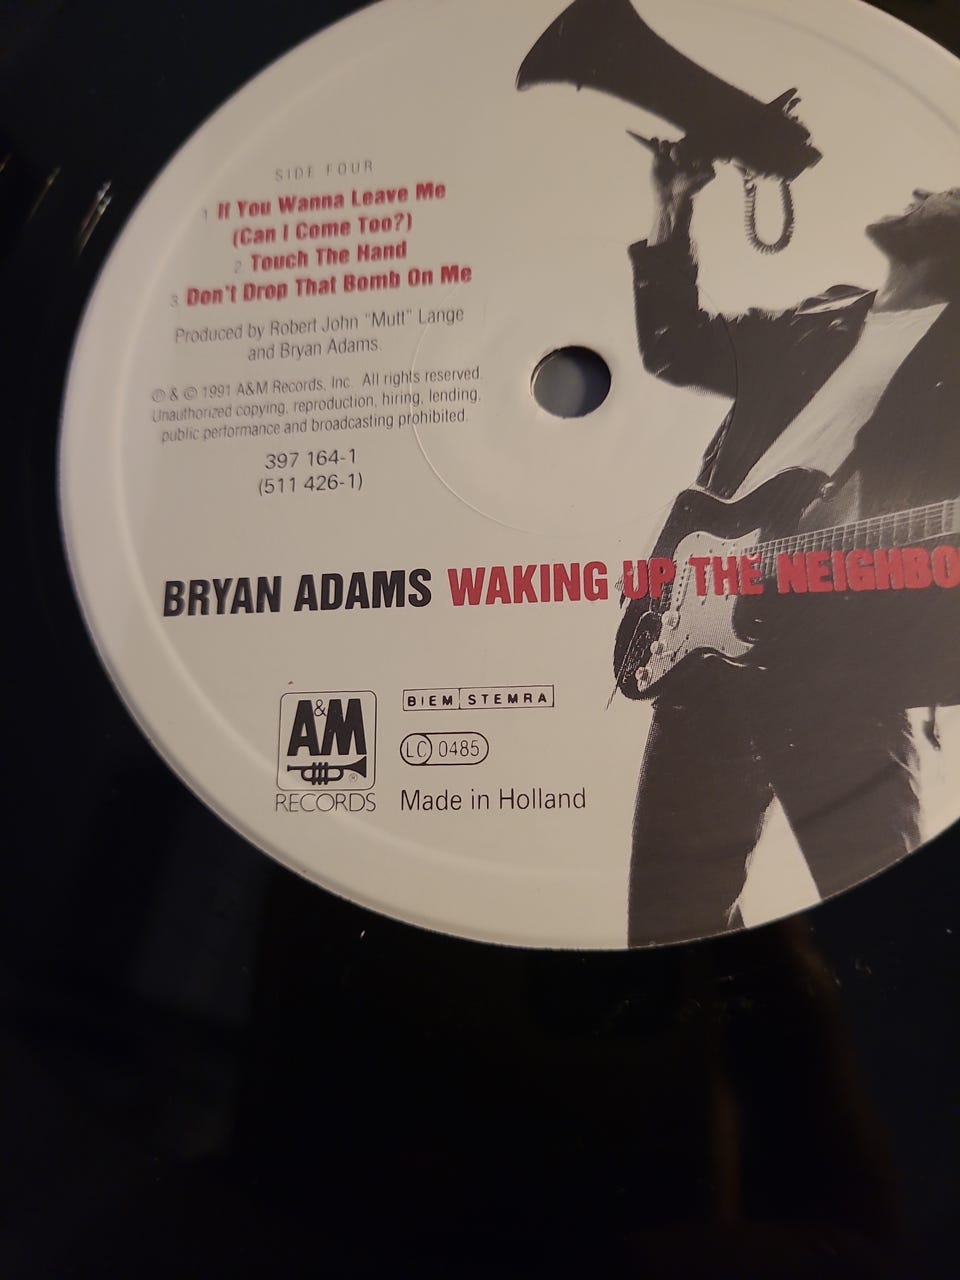 SIDE FOUR
1 If You Wanna Leave Me
(Can I Come Too?)
2 Touch The Hand
3 Don't Drop That Bomb On Me
Produced by Robert John "Mutt" Lange
and Bryan Adams.
℗ & © 1991 A&M Records, Inc. All rights reserved.
Unauthorized copying, reproduction, hiring, lending,
public performance and broadcasting prohibited.
397 164-1
(511 426-1)
BRYAN ADAMS WAKING UP THE NEIGHBO
A&M ®
RECORDS
BIEM STEMRA
LC 0485
Made in Holland